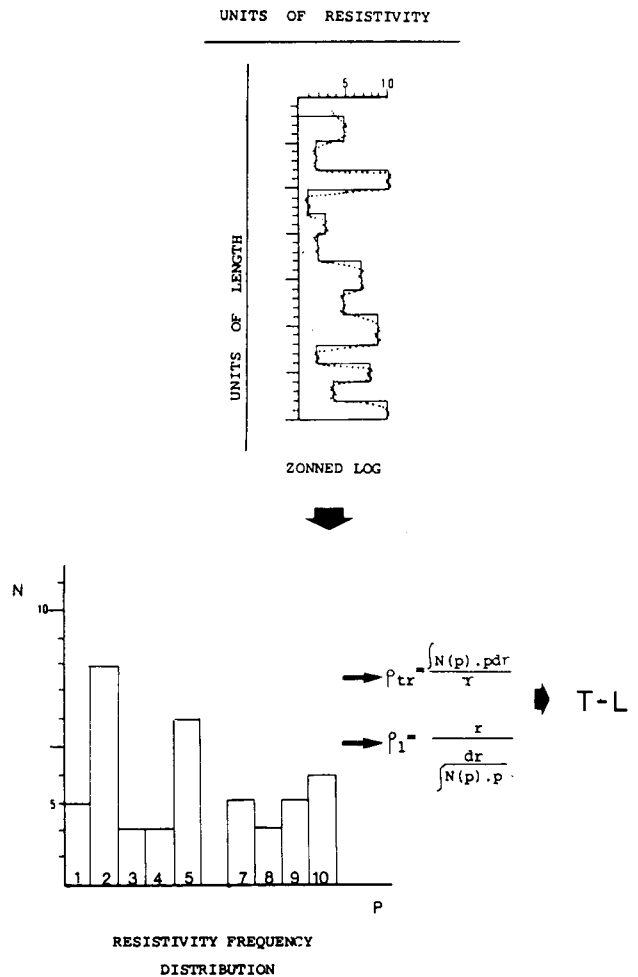 UNITS OF RESISTIVITY
5 10
UNITS OF LENGTH
ZONNED LOG
N
10
5
1 2 3 4 5 7 8 9 10
P
ρtr = ∫N(p).pdr / r
ρl = r / dr / ∫N(p).p
T-L
RESISTIVITY FREQUENCY
DISTRIBUTION